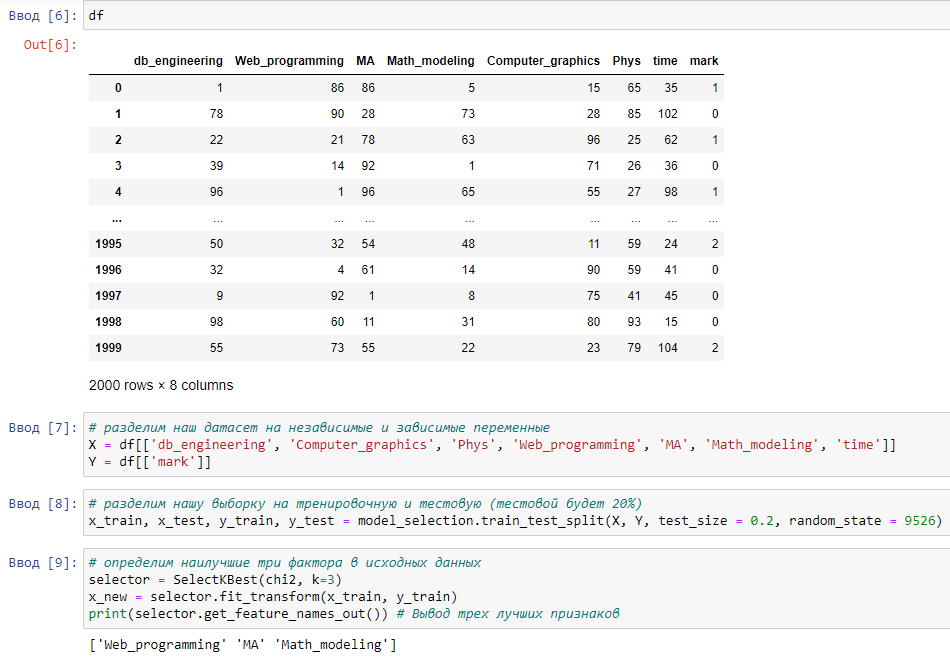 Ввод [6]: df
Out[6]:
db_engineering Web_programming MA Math_modeling Computer_graphics Phys time mark
0 1 86 86 5 15 65 35 1
1 78 90 28 73 28 85 102 0
2 22 21 78 63 96 25 62 1
3 39 14 92 1 71 26 36 0
4 96 1 96 65 55 27 98 1
... ... ... ... ... ... ... ... ...
1995 50 32 54 48 11 59 24 2
1996 32 4 61 14 90 59 41 0
1997 9 92 1 8 75 41 45 0
1998 98 60 11 31 80 93 15 0
1999 55 73 55 22 23 79 104 2
2000 rows × 8 columns
Ввод [7]: # разделим наш датасет на независимые и зависимые переменные
X = df[['db_engineering', 'Computer_graphics', 'Phys', 'Web_programming', 'MA', 'Math_modeling', 'time']]
Y = df[['mark']]
Ввод [8]: # разделим нашу выборку на тренировочную и тестовую (тестовой будет 20%)
x_train, x_test, y_train, y_test = model_selection.train_test_split(X, Y, test_size = 0.2, random_state = 9526)
Ввод [9]: # определим наилучшие три фактора в исходных данных
selector = SelectKBest(chi2, k=3)
x_new = selector.fit_transform(x_train, y_train)
print(selector.get_feature_names_out()) # Вывод трех лучших признаков
['Web_programming' 'MA' 'Math_modeling']